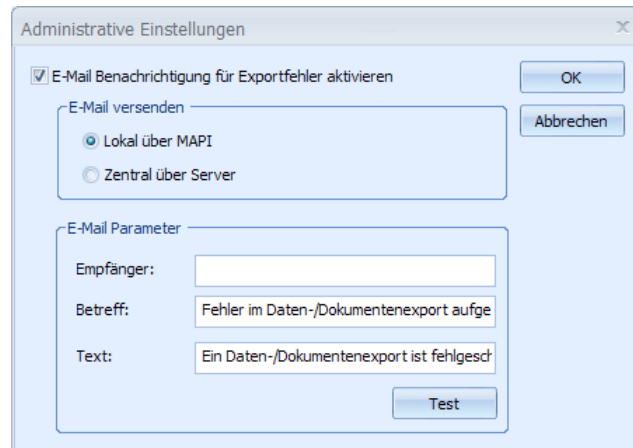 Administrative Einstellungen
E-Mail Benachrichtigung für Exportfehler aktivieren
OK
E-Mail versenden
Abbrechen
Lokal über MAPI
Zentral über Server
E-Mail Parameter
Empfänger:
Betreff: Fehler im Daten-/Dokumentenexport aufge
Text: Ein Daten-/Dokumentenexport ist fehlgesch
Test